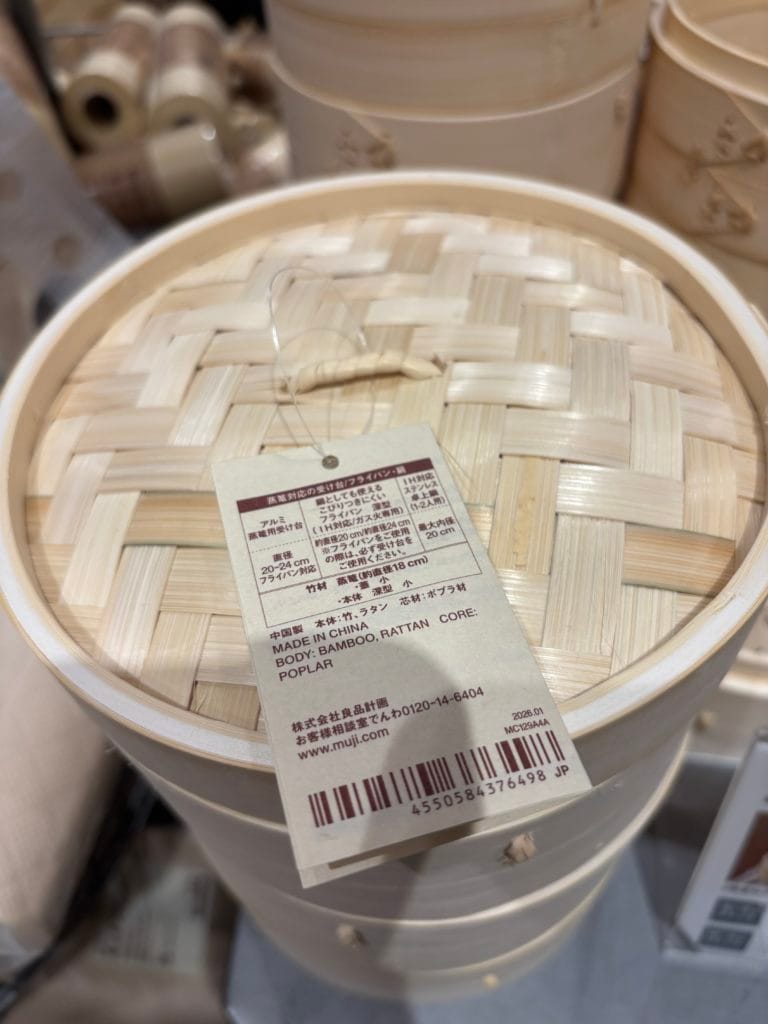 蒸篭対応の受け台/フライパン・鍋
アルミ
蒸篭用受け台
直径
20-24 cm
フライパン対応
鍋としても使える
こびりつきにくい
フライパン 深型
(IH対応/ガス火専用)
約直径20 cm/約直径24 cm
※フライパンをご使用
の際は、必ず受け台を
ご使用ください。
IH対応
ステンレス
卓上鍋
(1-2人用)
最大内径
20 cm
竹材 蒸篭(約直径18 cm)
・蓋 小
・本体 深型 小
中国製 本体:竹、ラタン 芯材:ポプラ材
MADE IN CHINA
BODY: BAMBOO, RATTAN CORE:
POPLAR
株式会社良品計画
お客様相談室でんわ0120-14-6404
www.muji.com
2026.01
MC129A4A
4550584376498 JP